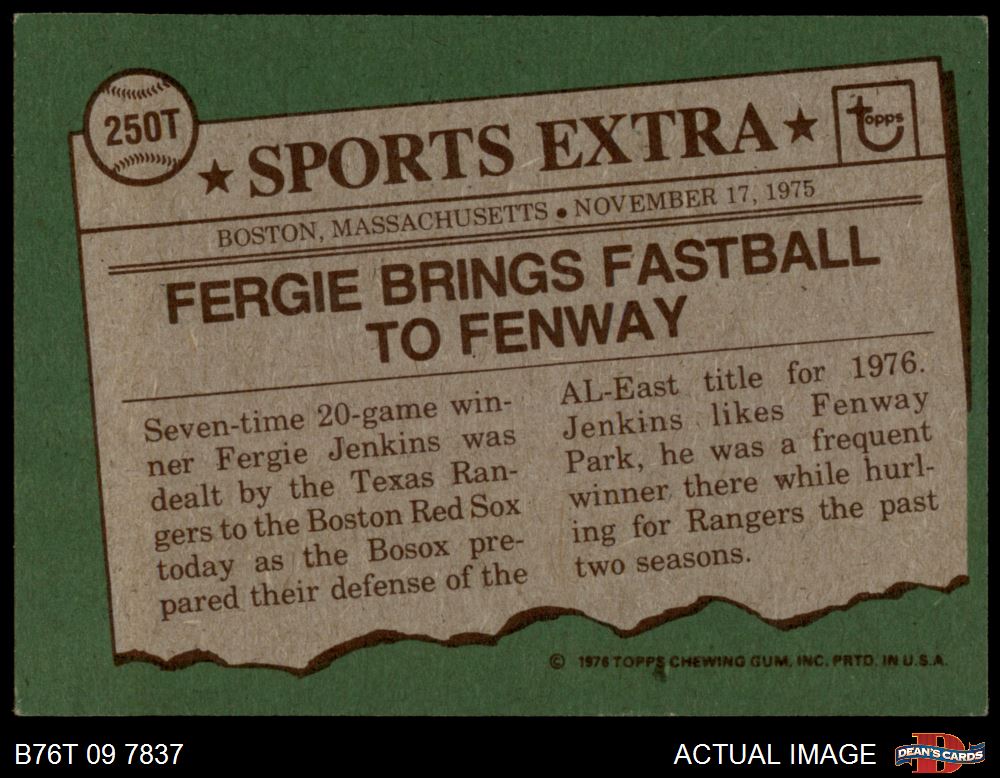 250T
★ SPORTS EXTRA ★
Topps
BOSTON, MASSACHUSETTS • NOVEMBER 17, 1975
FERGIE BRINGS FASTBALL
TO FENWAY
Seven-time 20-game win-
ner Fergie Jenkins was
dealt by the Texas Ran-
gers to the Boston Red Sox
today as the Bosox pre-
pared their defense of the
AL-East title for 1976.
Jenkins likes Fenway
Park, he was a frequent
winner there while hurl-
ing for Rangers the past
two seasons.
© 1976 TOPPS CHEWING GUM, INC. PRTD. IN U.S.A.
B76T 09 7837
ACTUAL IMAGE
DEAN'S CARDS